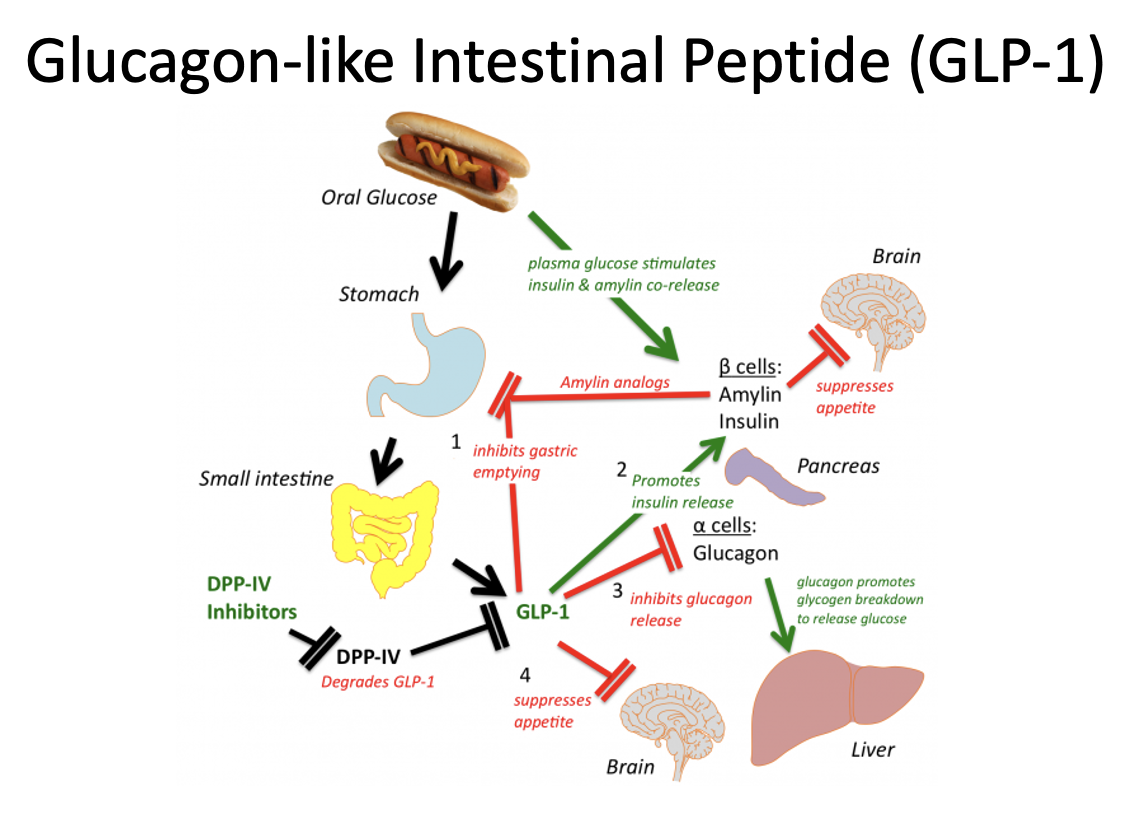 Glucagon-like Intestinal Peptide (GLP-1)
Oral Glucose
plasma glucose stimulates
insulin & amylin co-release
Brain
Stomach
β cells:
Amylin
Insulin
Amylin analogs
suppresses
appetite
1
inhibits gastric
emptying
2
Promotes
insulin release
Pancreas
Small intestine
α cells:
Glucagon
DPP-IV
Inhibitors
GLP-1
3
inhibits glucagon
release
glucagon promotes
glycogen breakdown
to release glucose
DPP-IV
Degrades GLP-1
4
suppresses
appetite
Brain
Liver